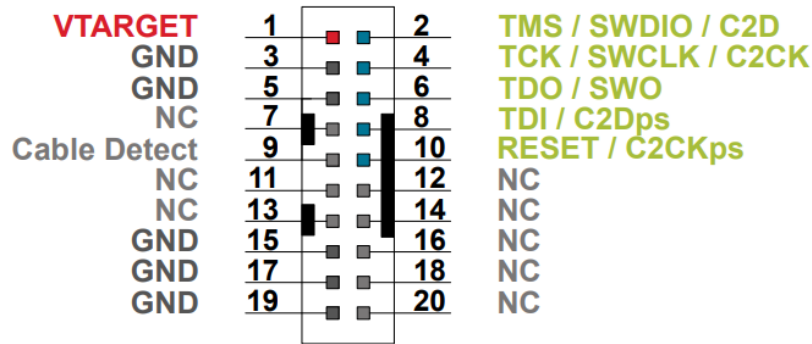 VTARGET 1 2 TMS / SWDIO / C2D
GND 3 4 TCK / SWCLK / C2CK
GND 5 6 TDO / SWO
NC 7 8 TDI / C2Dps
Cable Detect 9 10 RESET / C2CKps
NC 11 12 NC
NC 13 14 NC
GND 15 16 NC
GND 17 18 NC
GND 19 20 NC